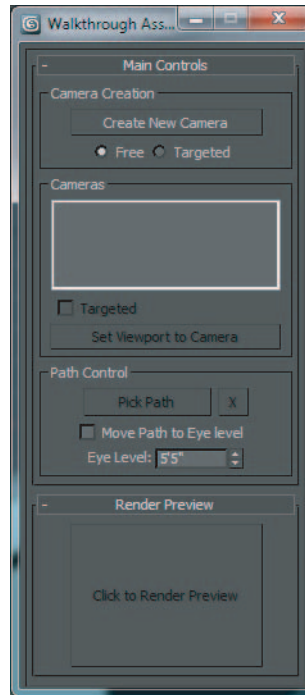 Walkthrough Ass...
- Main Controls
Camera Creation
Create New Camera
Free Targeted
Cameras
Targeted
Set Viewport to Camera
Path Control
Pick Path X
Move Path to Eye level
Eye Level: 5'5"
- Render Preview
Click to Render Preview